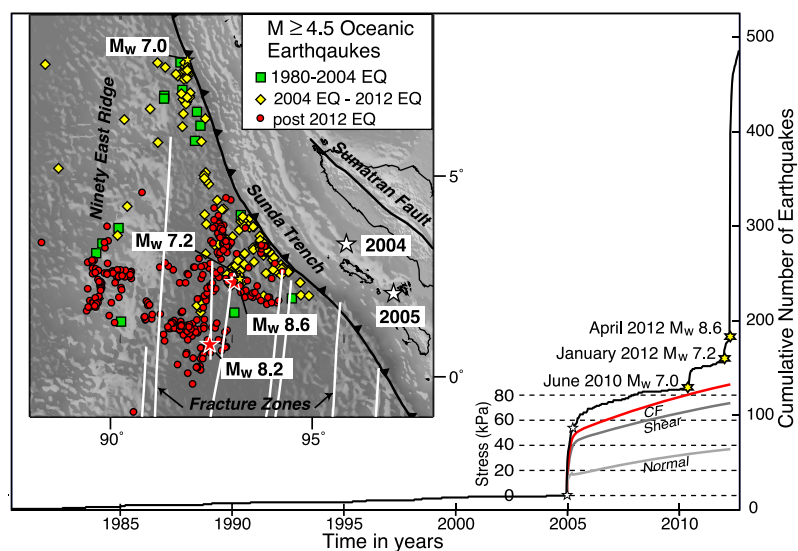 M ≥ 4.5 Oceanic
Earthqaukes
1980-2004 EQ
2004 EQ - 2012 EQ
post 2012 EQ
Mw 7.0
Ninety East Ridge
Sumatran Fault
Sunda Trench
Mw 7.2
2004
2005
Mw 8.6
Mw 8.2
Fracture Zones
5°
0°
90°
95°
500
400
300
200
100
0
Cumulative Number of Earthquakes
April 2012 Mw 8.6
January 2012 Mw 7.2
June 2010 Mw 7.0
80
60
40
20
0
Stress (kPa)
CF
Shear
Normal
1985
1990
1995
2000
2005
2010
Time in years